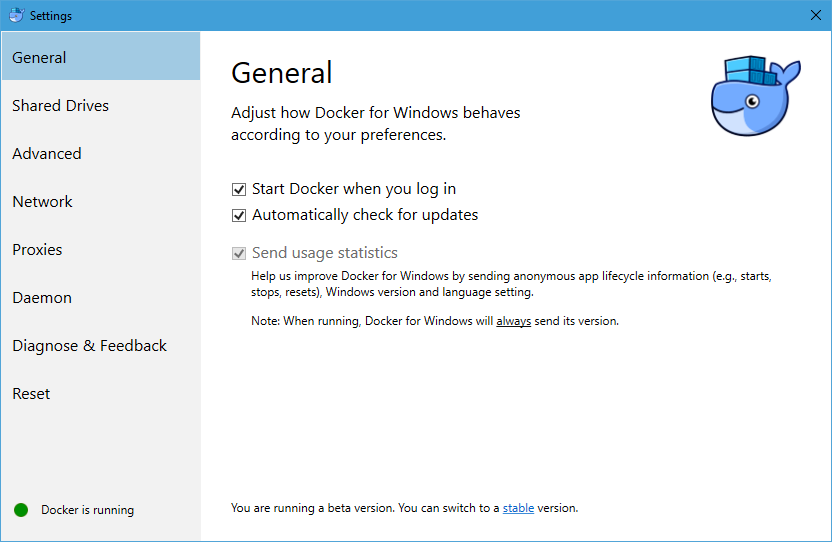 Settings
General
Shared Drives
Advanced
Network
Proxies
Daemon
Diagnose & Feedback
Reset
Docker is running
General
Adjust how Docker for Windows behaves
according to your preferences.
Start Docker when you log in
Automatically check for updates
Send usage statistics
Help us improve Docker for Windows by sending anonymous app lifecycle information (e.g., starts,
stops, resets), Windows version and language setting.
Note: When running, Docker for Windows will always send its version.
You are running a beta version. You can switch to a stable version.